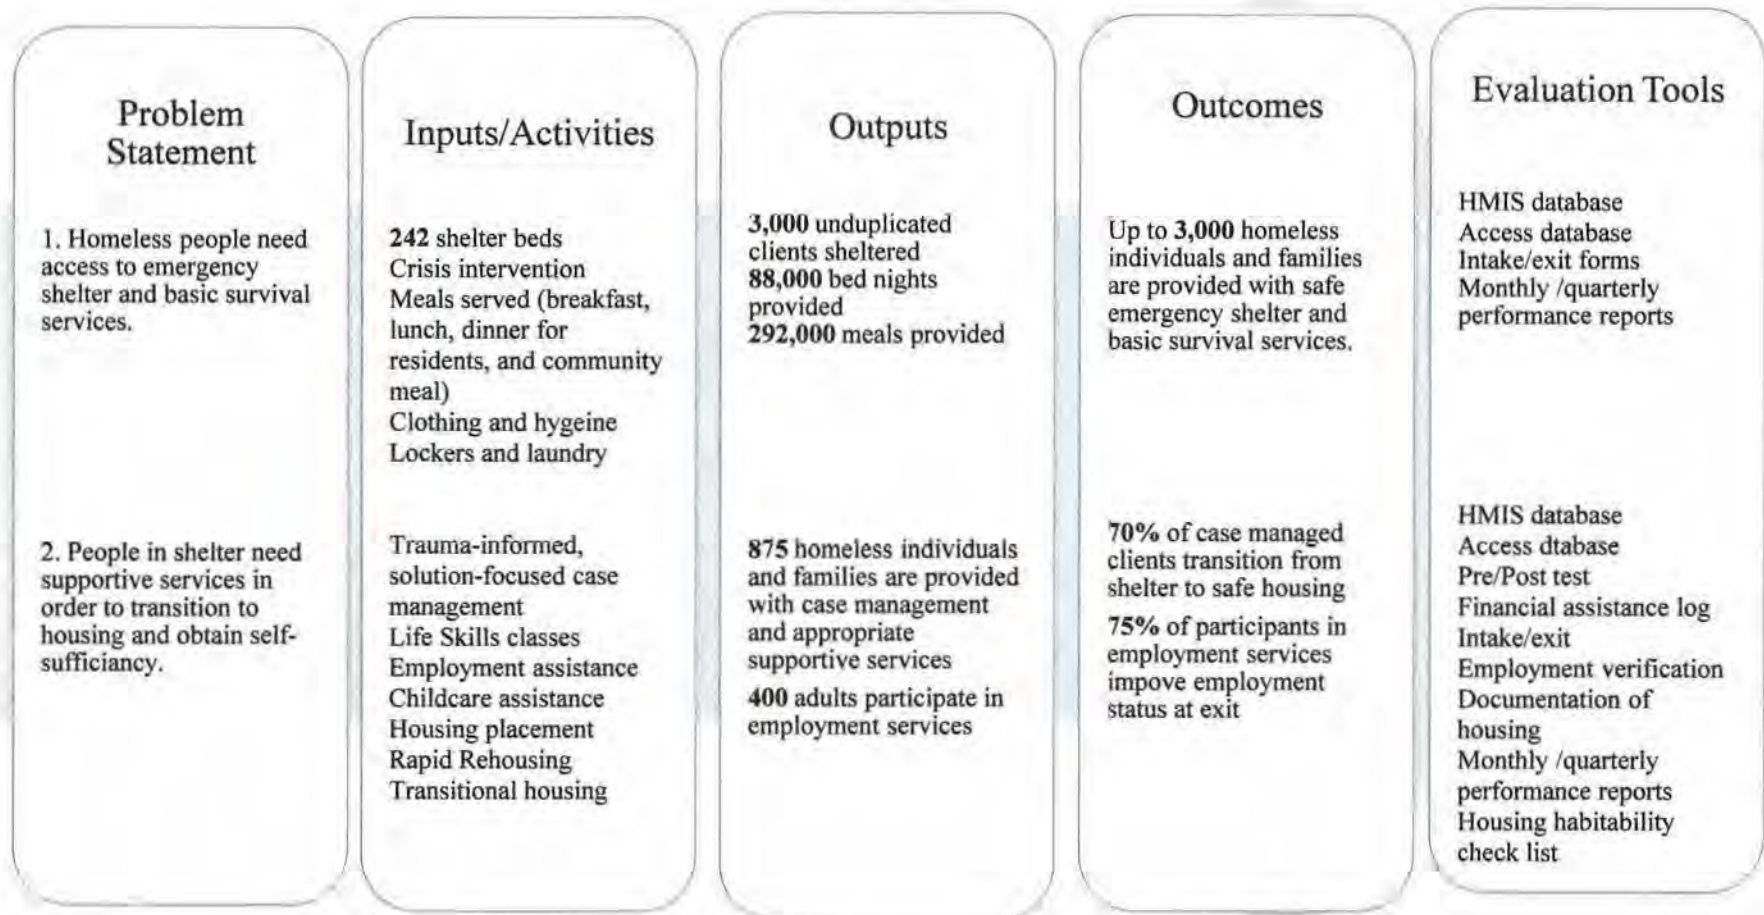 Problem
Statement
1. Homeless people need
access to emergency
shelter and basic survival
services.
2. People in shelter need
supportive services in
order to transition to
housing and obtain self-
sufficiancy.
Inputs/Activities
242 shelter beds
Crisis intervention
Meals served (breakfast,
lunch, dinner for
residents, and community
meal)
Clothing and hygeine
Lockers and laundry
Trauma-informed,
solution-focused case
management
Life Skills classes
Employment assistance
Childcare assistance
Housing placement
Rapid Rehousing
Transitional housing
Outputs
3,000 unduplicated
clients sheltered
88,000 bed nights
provided
292,000 meals provided
875 homeless individuals
and families are provided
with case management
and appropriate
supportive services
400 adults participate in
employment services
Outcomes
Up to 3,000 homeless
individuals and families
are provided with safe
emergency shelter and
basic survival services.
70% of case managed
clients transition from
shelter to safe housing
75% of participants in
employment services
impove employment
status at exit
Evaluation Tools
HMIS database
Access database
Intake/exit forms
Monthly /quarterly
performance reports
HMIS database
Access dtabase
Pre/Post test
Financial assistance log
Intake/exit
Employment verification
Documentation of
housing
Monthly /quarterly
performance reports
Housing habitability
check list